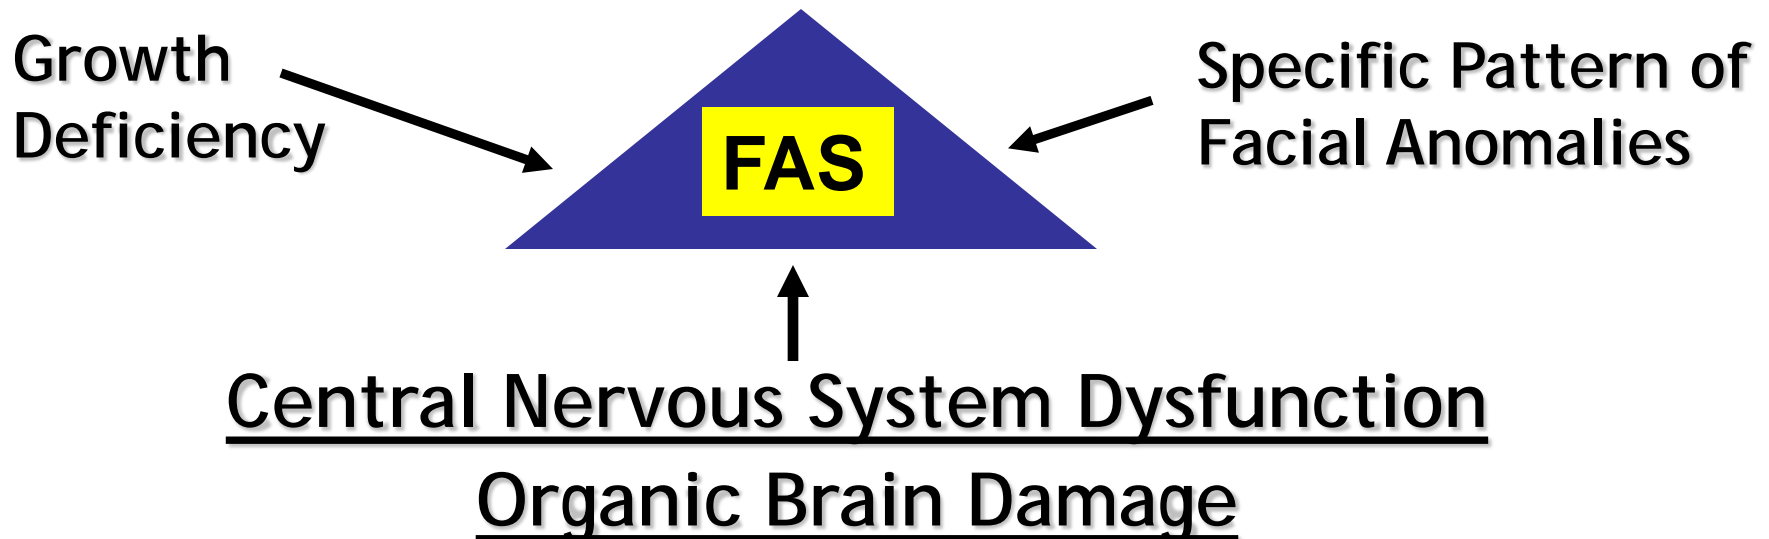 Growth
Deficiency
FAS
Specific Pattern of
Facial Anomalies
Central Nervous System Dysfunction
Organic Brain Damage